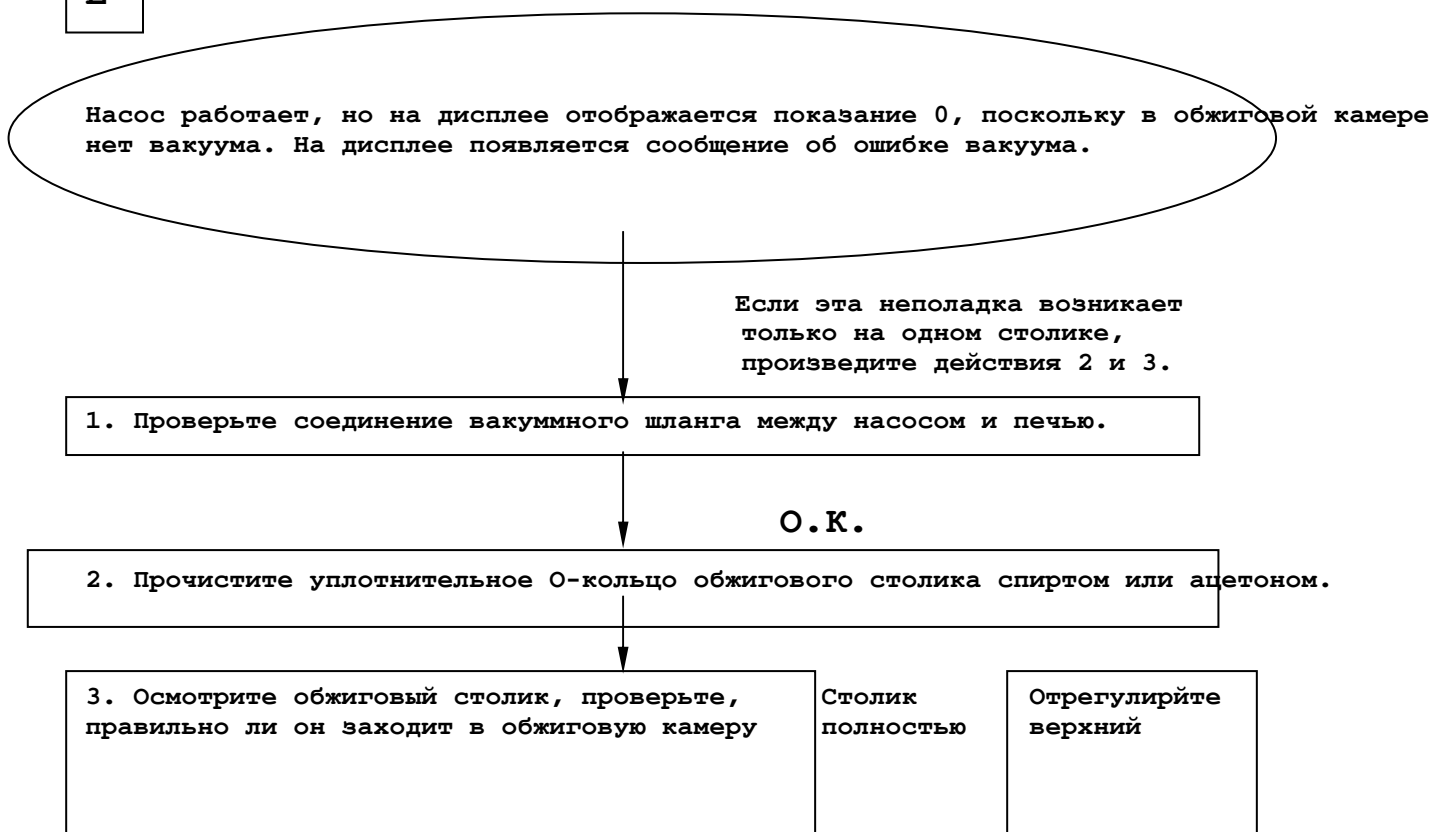 Насос работает, но на дисплее отображается показание 0, поскольку в обжиговой камере
нет вакуума. На дисплее появляется сообщение об ошибке вакуума.
Если эта неполадка возникает
только на одном столике,
произведите действия 2 и 3.
1. Проверьте соединение вакуммного шланга между насосом и печью.
О.К.
2. Прочистите уплотнительное О-кольцо обжигового столика спиртом или ацетоном.
3. Осмотрите обжиговый столик, проверьте,
правильно ли он заходит в обжиговую камеру
Столик
полностью
Отрегулирйте
верхний